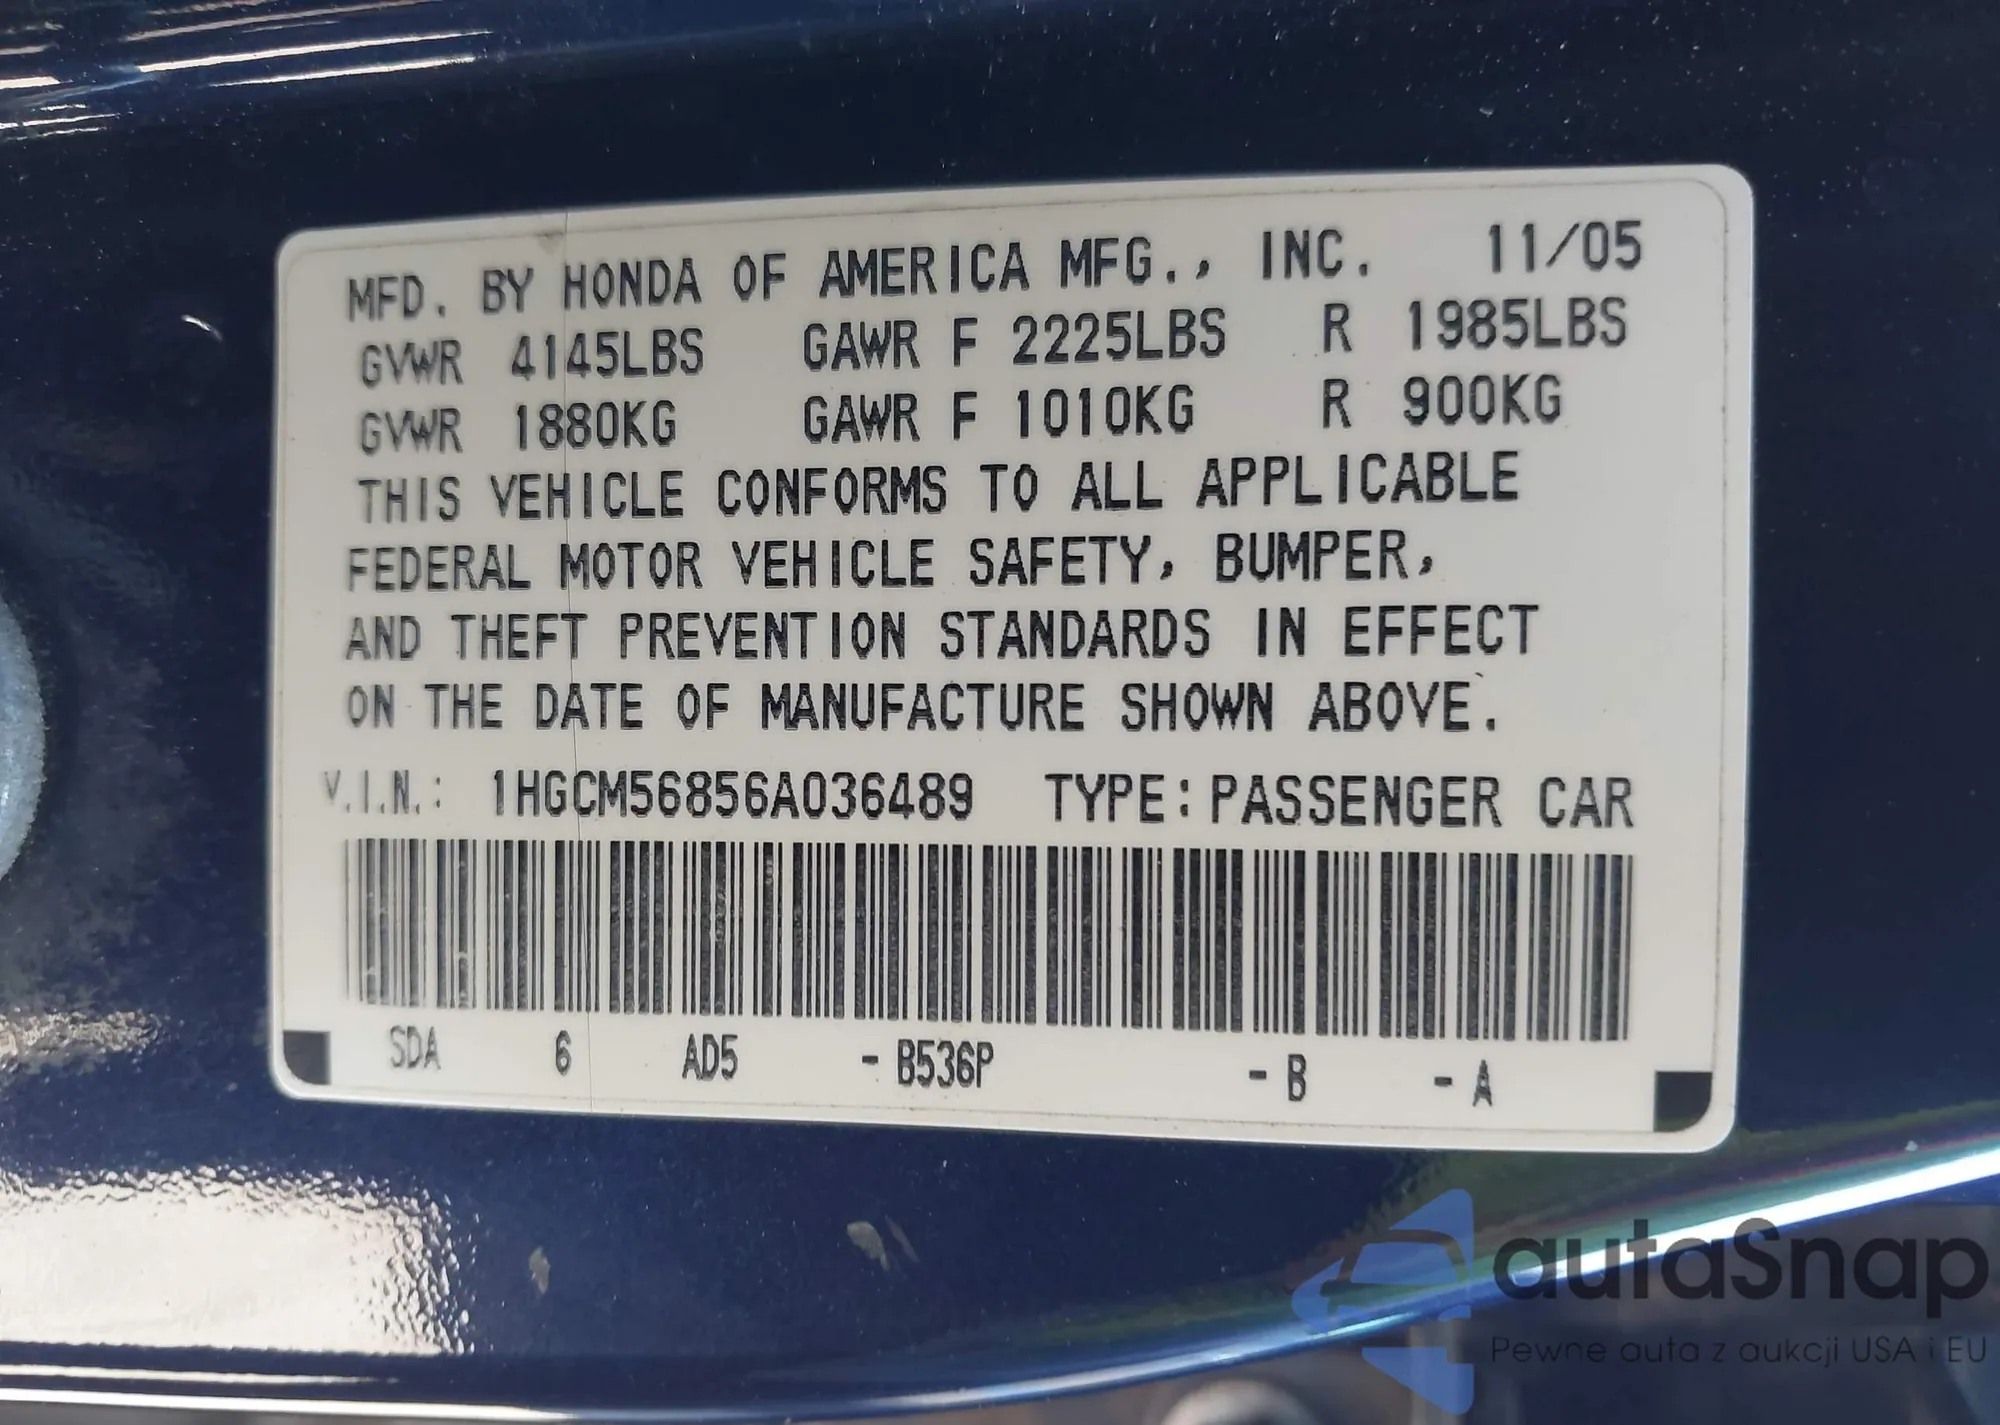 MFD. BY HONDA OF AMERICA MFG., INC. 11/05
GVWR 4145LBS GAWR F 2225LBS R 1985LBS
GVWR 1880KG GAWR F 1010KG R 900KG
THIS VEHICLE CONFORMS TO ALL APPLICABLE
FEDERAL MOTOR VEHICLE SAFETY, BUMPER,
AND THEFT PREVENTION STANDARDS IN EFFECT
ON THE DATE OF MANUFACTURE SHOWN ABOVE.
V.I.N.: 1HGCM56856A036489 TYPE: PASSENGER CAR
SDA 6 AD5 - B536P - B - A
autaSnap
Pewne auta z aukcji USA i EU